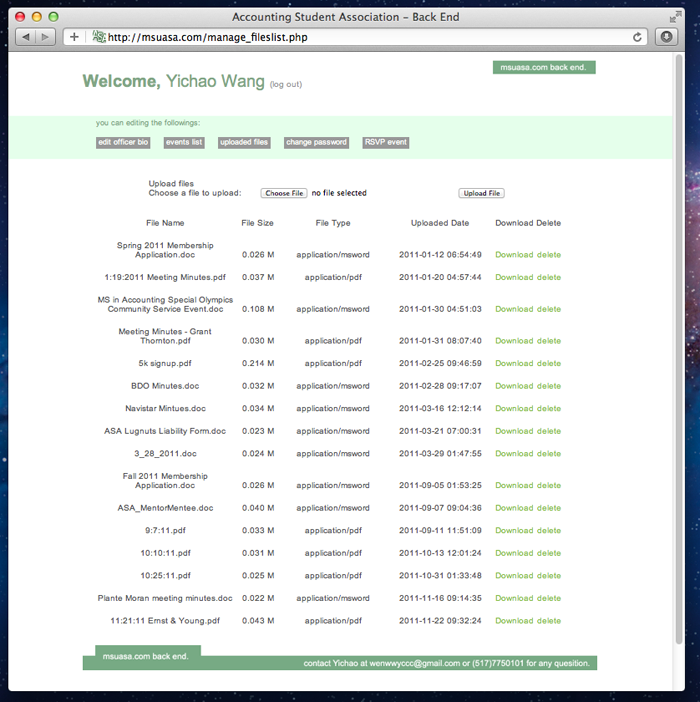 Accounting Student Association – Back End
http://msuasa.com/manage_fileslist.php
msuasa.com back end.
Welcome, Yichao Wang (log out)
you can editing the followings:
edit officer bio events list uploaded files change password RSVP event
Upload files
Choose a file to upload: Choose File no file selected Upload File
File Name File Size File Type Uploaded Date Download Delete
Spring 2011 Membership
Application.doc 0.026 M application/msword 2011-01-12 06:54:49 Download delete
1:19:2011 Meeting Minutes.pdf 0.037 M application/pdf 2011-01-20 04:57:44 Download delete
MS in Accounting Special Olympics
Community Service Event.doc 0.108 M application/msword 2011-01-30 04:51:03 Download delete
Meeting Minutes - Grant
Thornton.pdf 0.030 M application/pdf 2011-01-31 08:07:40 Download delete
5k signup.pdf 0.214 M application/pdf 2011-02-25 09:46:59 Download delete
BDO Minutes.doc 0.032 M application/msword 2011-02-28 09:17:07 Download delete
Navistar Mintues.doc 0.034 M application/msword 2011-03-16 12:12:14 Download delete
ASA Lugnuts Liability Form.doc 0.023 M application/msword 2011-03-21 07:00:31 Download delete
3_28_2011.doc 0.024 M application/msword 2011-03-29 01:47:55 Download delete
Fall 2011 Membership
Application.doc 0.026 M application/msword 2011-09-05 01:53:25 Download delete
ASA_MentorMentee.doc 0.040 M application/msword 2011-09-07 09:04:36 Download delete
9:7:11.pdf 0.033 M application/pdf 2011-09-11 11:51:09 Download delete
10:10:11.pdf 0.031 M application/pdf 2011-10-13 12:01:24 Download delete
10:25:11.pdf 0.025 M application/pdf 2011-10-31 01:33:48 Download delete
Plante Moran meeting minutes.doc 0.022 M application/msword 2011-11-16 09:14:35 Download delete
11:21:11 Ernst & Young.pdf 0.043 M application/pdf 2011-11-22 09:32:24 Download delete
msuasa.com back end.
contact Yichao at wenwwyccc@gmail.com or (517)7750101 for any quesition.